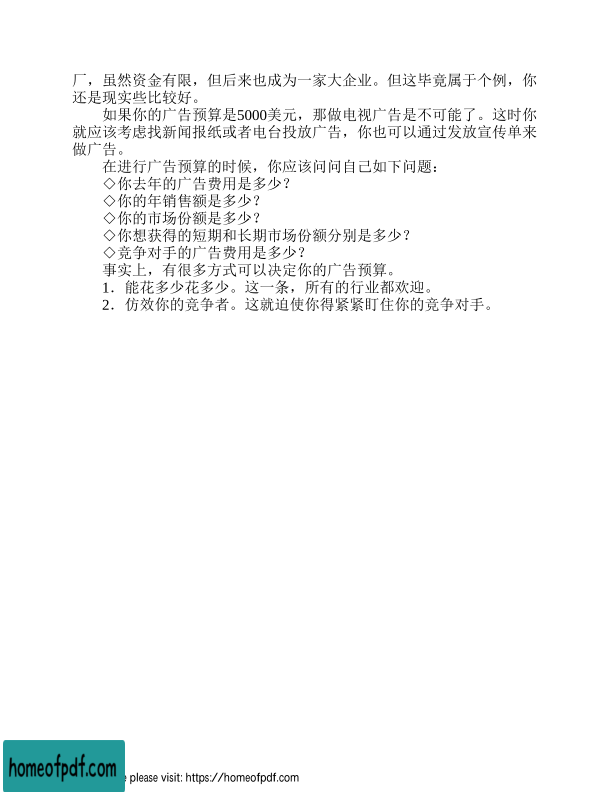 厂，虽然资金有限，但后来也成为一家大企业。但这毕竟属于个例，你
还是现实些比较好。
如果你的广告预算是5000美元，那做电视广告是不可能了。这时你
就应该考虑找新闻报纸或者电台投放广告，你也可以通过发放宣传单来
做广告。
在进行广告预算的时候，你应该问问自己如下问题：
◇你去年的广告费用是多少？
◇你的年销售额是多少？
◇你的市场份额是多少？
◇你想获得的短期和长期市场份额分别是多少？
◇竞争对手的广告费用是多少？
事实上，有很多方式可以决定你的广告预算。
1．能花多少花多少。这一条，所有的行业都欢迎。
2．仿效你的竞争者。这就迫使你得紧紧盯住你的竞争对手。
homeofpdf.com
please visit: https://homeofpdf.com